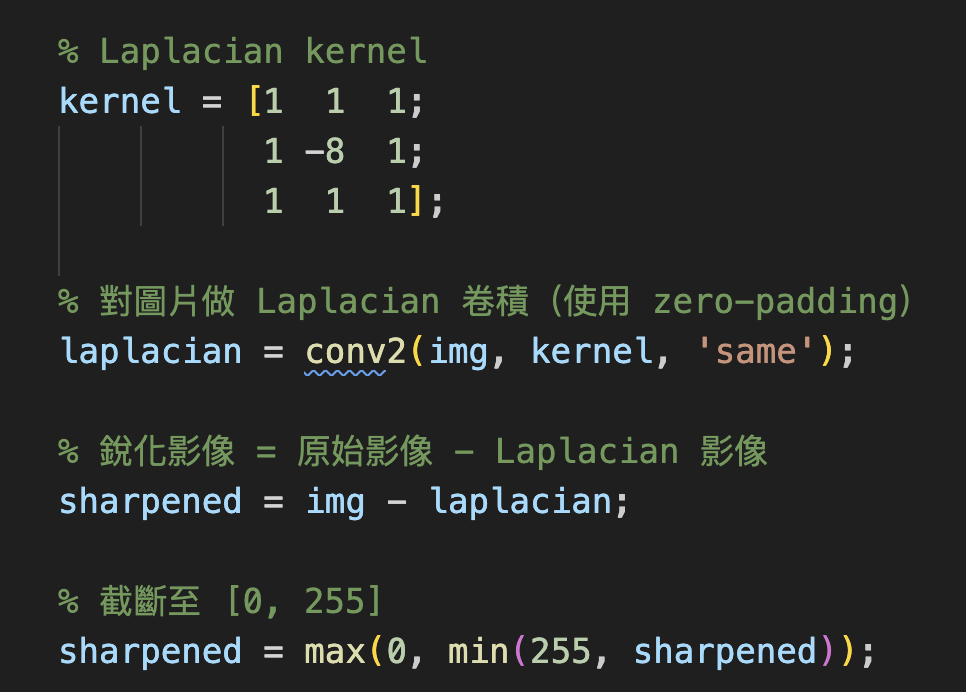 % Laplacian kernel
kernel = [1  1  1;
          1 -8  1;
          1  1  1];
% 對圖片做 Laplacian 卷積（使用 zero-padding）
laplacian = conv2(img, kernel, 'same');
% 銳化影像 = 原始影像 - Laplacian 影像
sharpened = img - laplacian;
% 截斷至 [0, 255]
sharpened = max(0, min(255, sharpened));